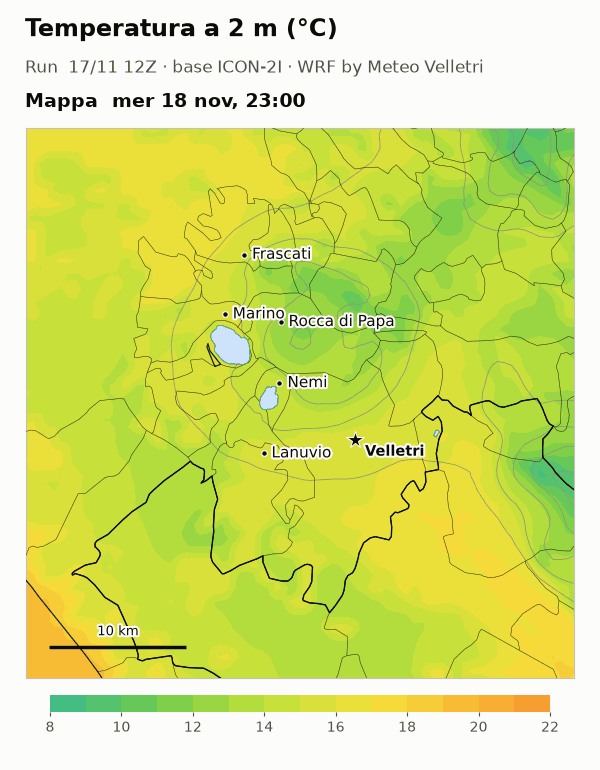 Temperatura a 2 m (°C)
Run  17/11 12Z · base ICON-2I · WRF by Meteo Velletri
Mappa  mer 18 nov, 23:00
Frascati
Marino
Rocca di Papa
Nemi
Lanuvio
Velletri
10 km
8 10 12 14 16 18 20 22